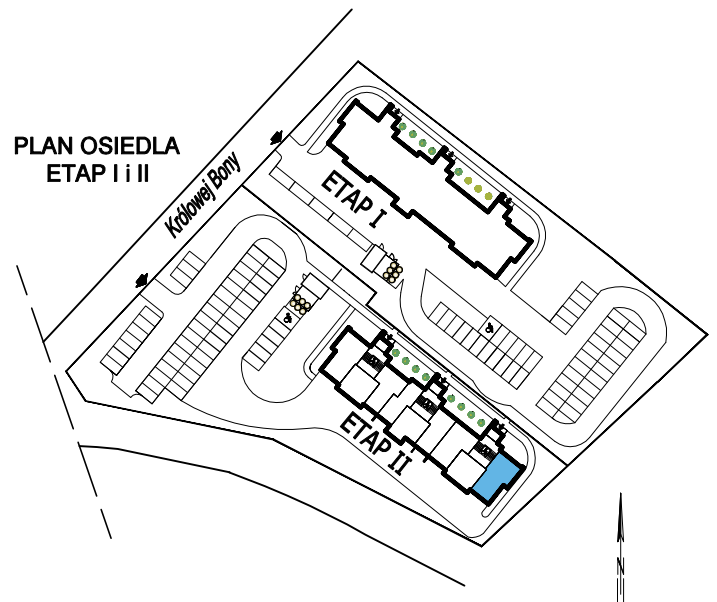 PLAN OSIEDLA
ETAP I i II
Królowej Bony
ETAP I
ETAP II
N